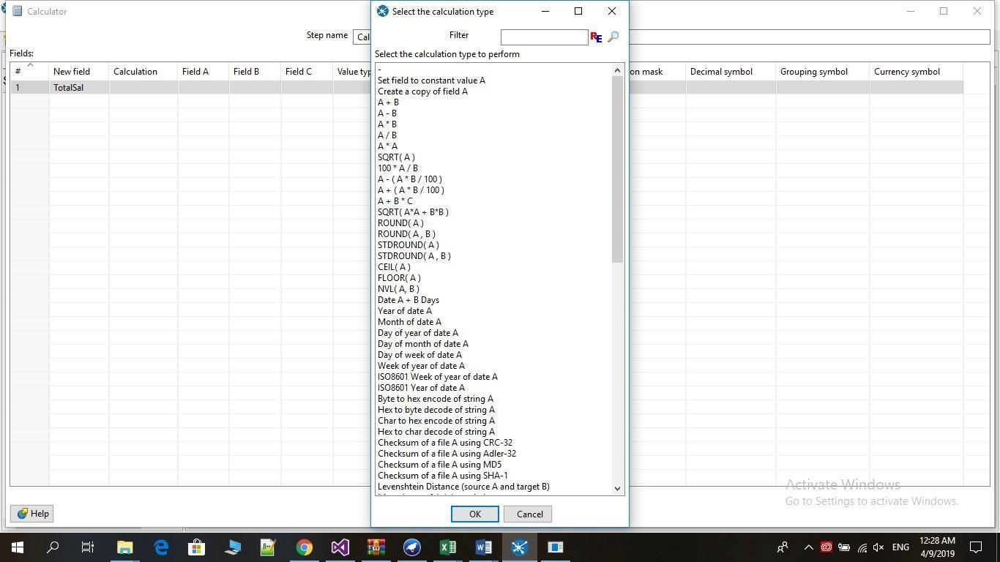 Calculator
Select the calculation type
Step name
Cal
Filter
RE
Fields:
Select the calculation type to perform
# New field Calculation Field A Field B Field C Value typ
on mask Decimal symbol Grouping symbol Currency symbol
1 TotalSal
-
Set field to constant value A
Create a copy of field A
A + B
A - B
A * B
A / B
A * A
SQRT( A )
100 * A / B
A - ( A * B / 100 )
A + ( A * B / 100 )
A + B * C
SQRT( A*A + B*B )
ROUND( A )
ROUND( A , B )
STDROUND( A )
STDROUND( A , B )
CEIL( A )
FLOOR( A )
NVL( A, B )
Date A + B Days
Year of date A
Month of date A
Day of year of date A
Day of month of date A
Day of week of date A
Week of year of date A
ISO8601 Week of year of date A
ISO8601 Year of date A
Byte to hex encode of string A
Hex to byte decode of string A
Char to hex encode of string A
Hex to char decode of string A
Checksum of a file A using CRC-32
Checksum of a file A using Adler-32
Checksum of a file A using MD5
Checksum of a file A using SHA-1
Levenshtein Distance (source A and target B)
Activate Windows
Go to Settings to activate Windows.
Help
OK
Cancel
ENG
12:28 AM
4/9/2019